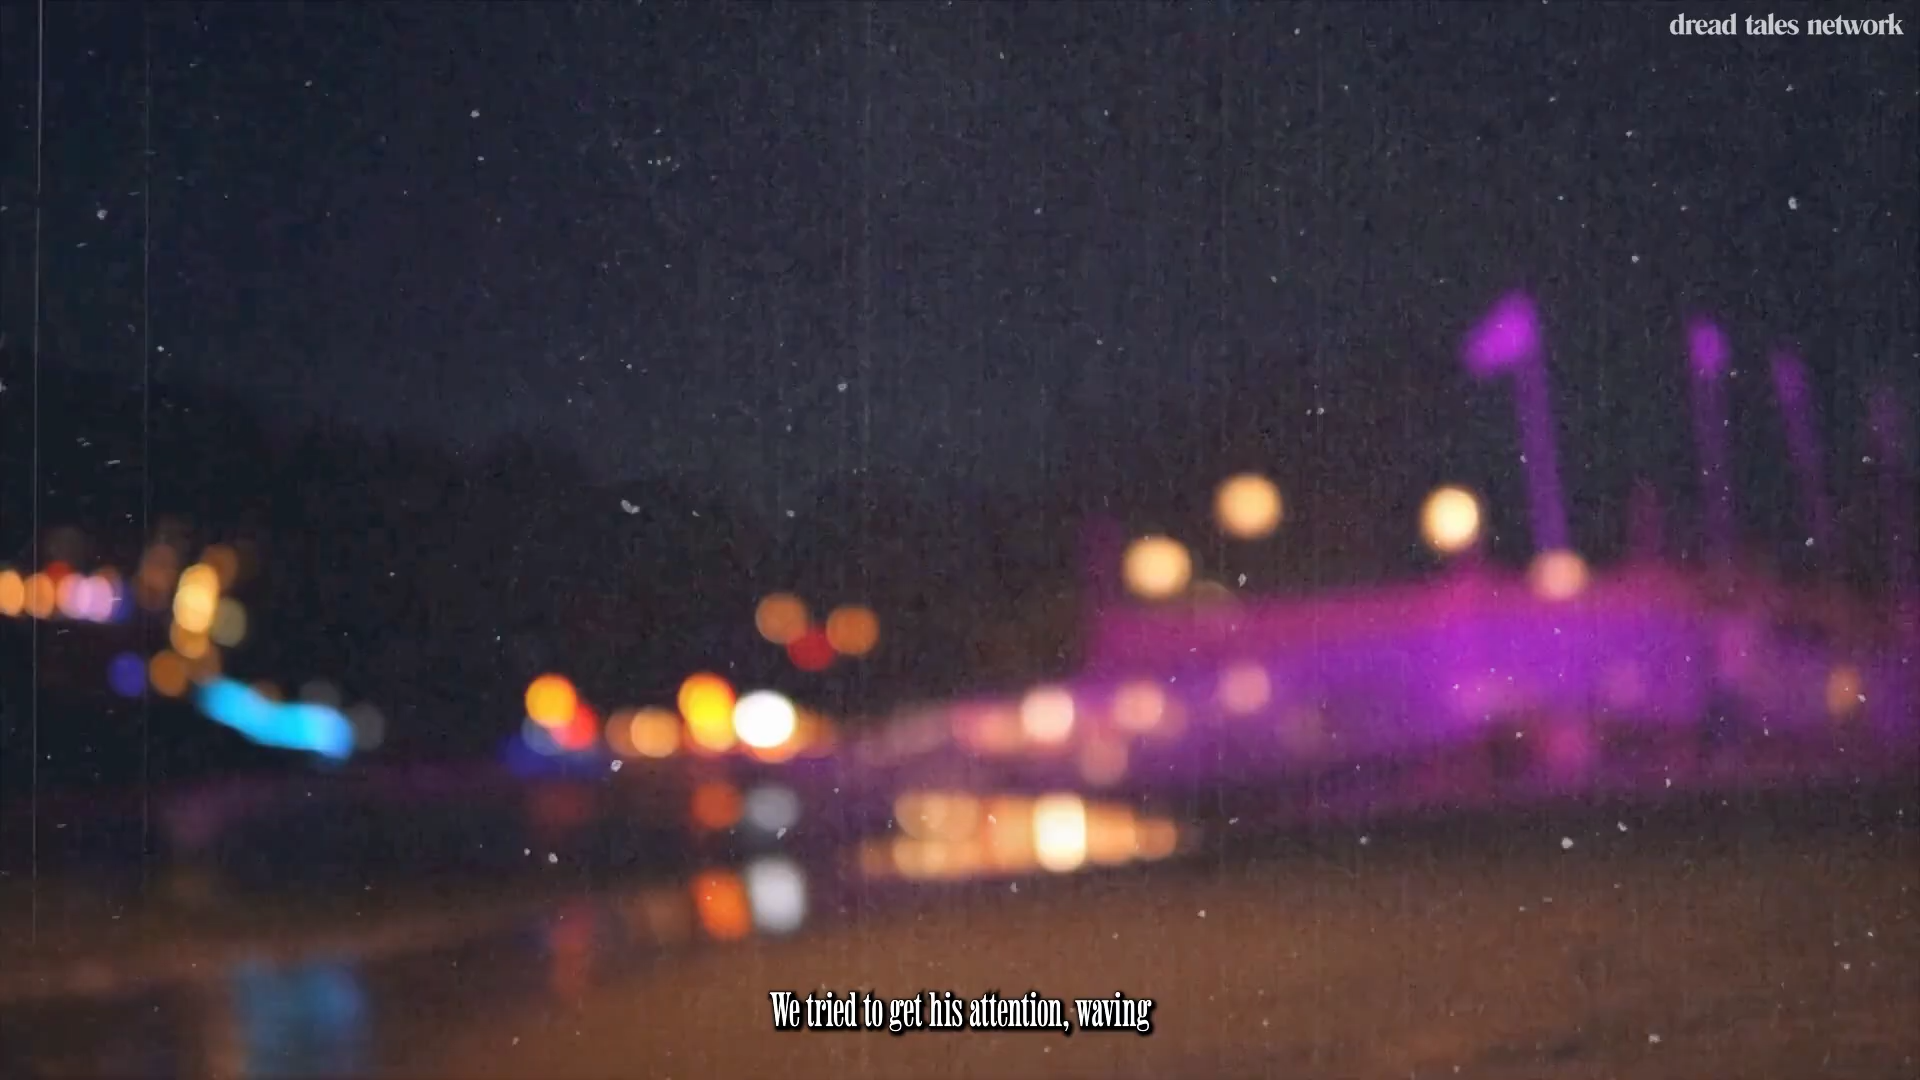 dread tales network
We tried to get his attention, waving